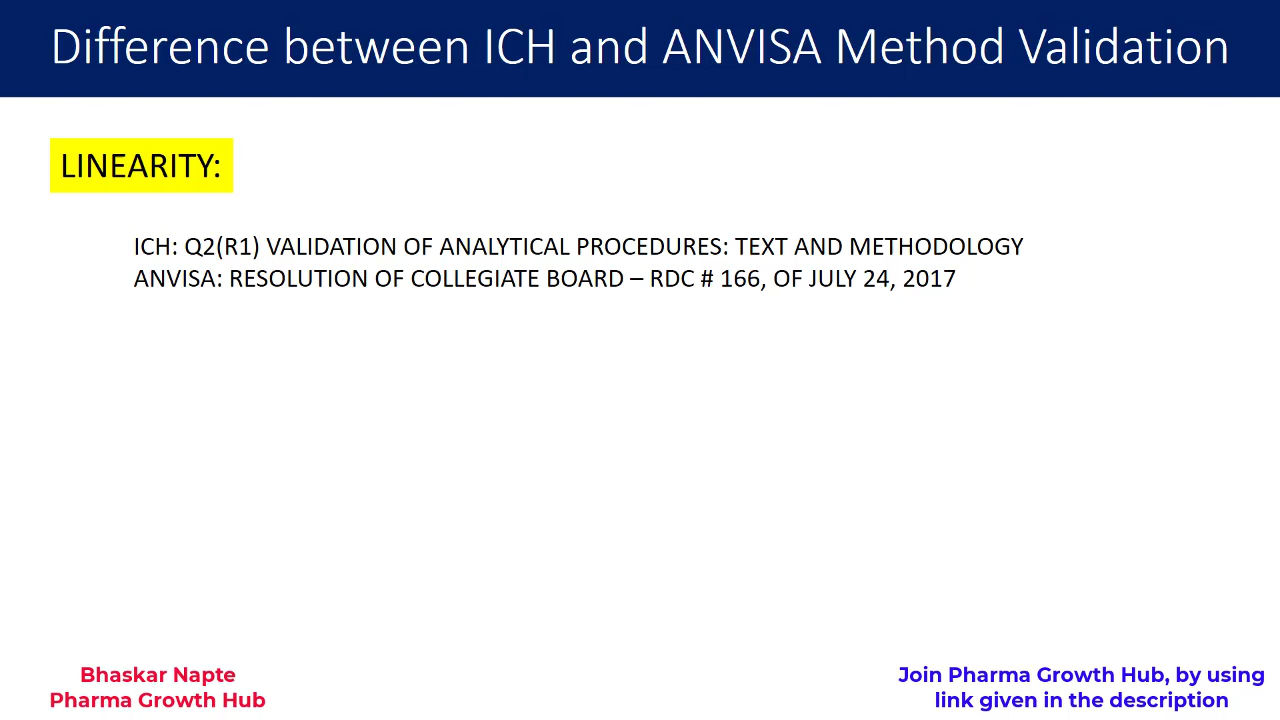 Difference between ICH and ANVISA Method Validation
LINEARITY:
ICH: Q2(R1) VALIDATION OF ANALYTICAL PROCEDURES: TEXT AND METHODOLOGY
ANVISA: RESOLUTION OF COLLEGIATE BOARD – RDC # 166, OF JULY 24, 2017
Bhaskar Napte
Pharma Growth Hub
Join Pharma Growth Hub, by using
link given in the description